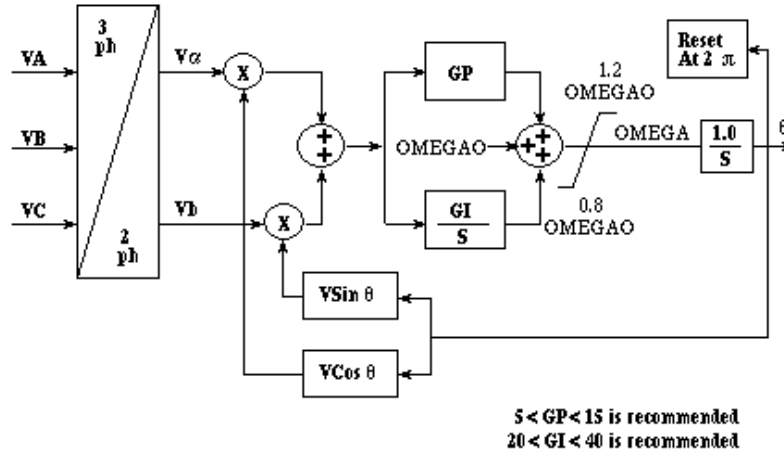 3
ph
VA
VB
VC
2
ph
Vα
Vb
X
X
+
+
GP
OMEGAO
GI
S
+
+
+
1.2
OMEGAO
0.8
OMEGAO
OMEGA
1.0
S
Reset
At 2 π
θ
VSin θ
VCos θ
5 < GP < 15 is recommended
20 < GI < 40 is recommended